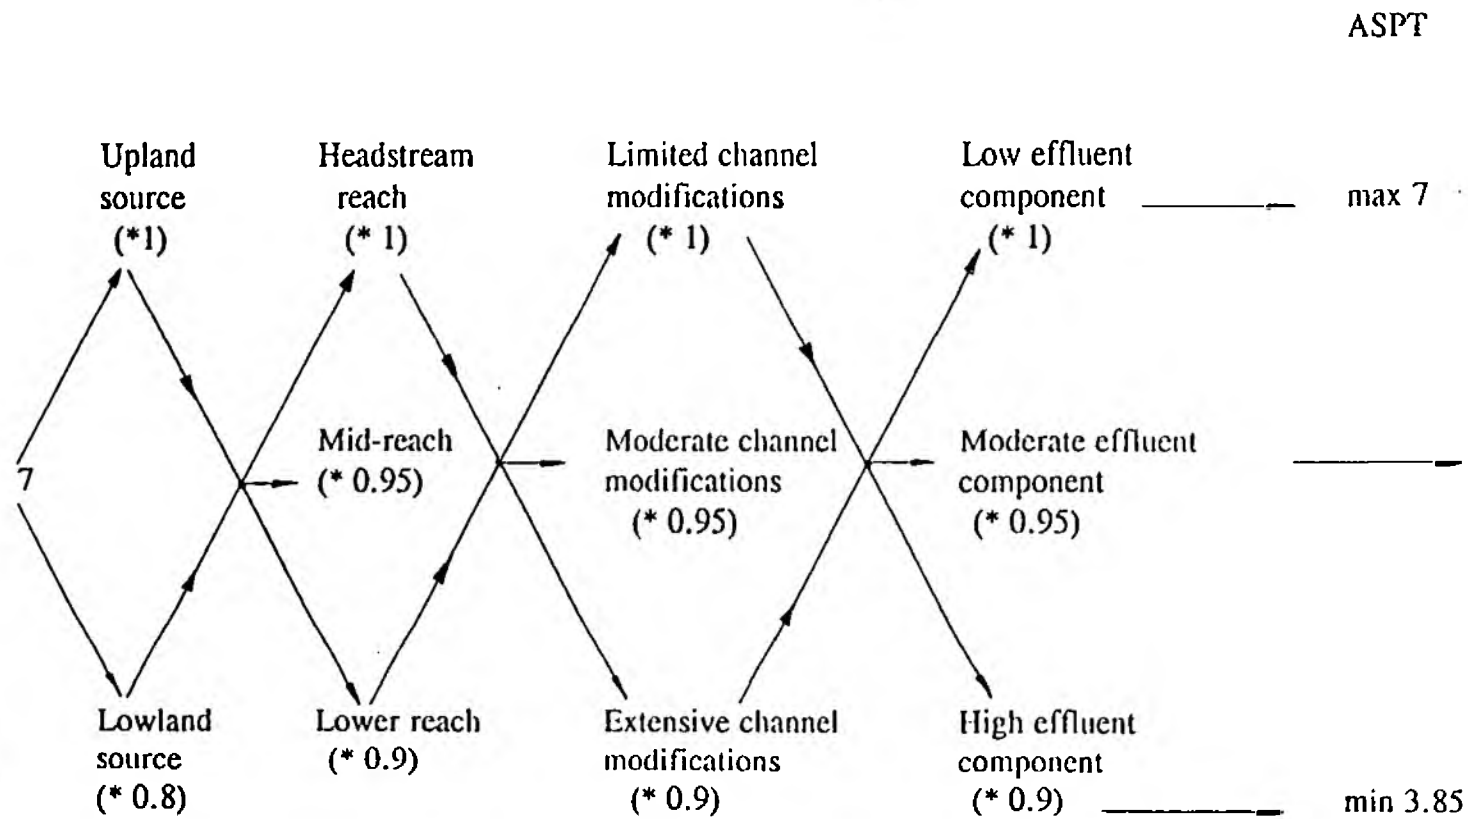 ASPT
Upland
source
(*1)
Headstream
reach
(* 1)
Limited channel
modifications
(* 1)
Low effluent
component
(* 1)
max 7
7
Mid-reach
(* 0.95)
Moderate channel
modifications
(* 0.95)
Moderate effluent
component
(* 0.95)
Lowland
source
(* 0.8)
Lower reach
(* 0.9)
Extensive channel
modifications
(* 0.9)
High effluent
component
(* 0.9)
min 3.85